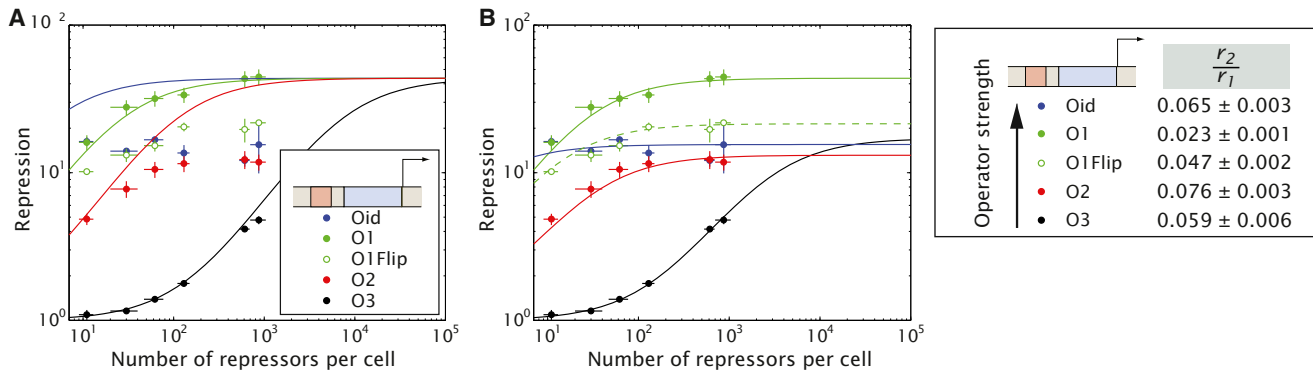 A
10 2
10¹
10⁰
Repression
10¹ 10² 10³ 10⁴ 10⁵
Number of repressors per cell
Oid
O1
O1Flip
O2
O3
B
10²
10¹
10⁰
Repression
10¹ 10² 10³ 10⁴ 10⁵
Number of repressors per cell
Operator strength
r₂
r₁
Oid 0.065 ± 0.003
O1 0.023 ± 0.001
O1Flip 0.047 ± 0.002
O2 0.076 ± 0.003
O3 0.059 ± 0.006